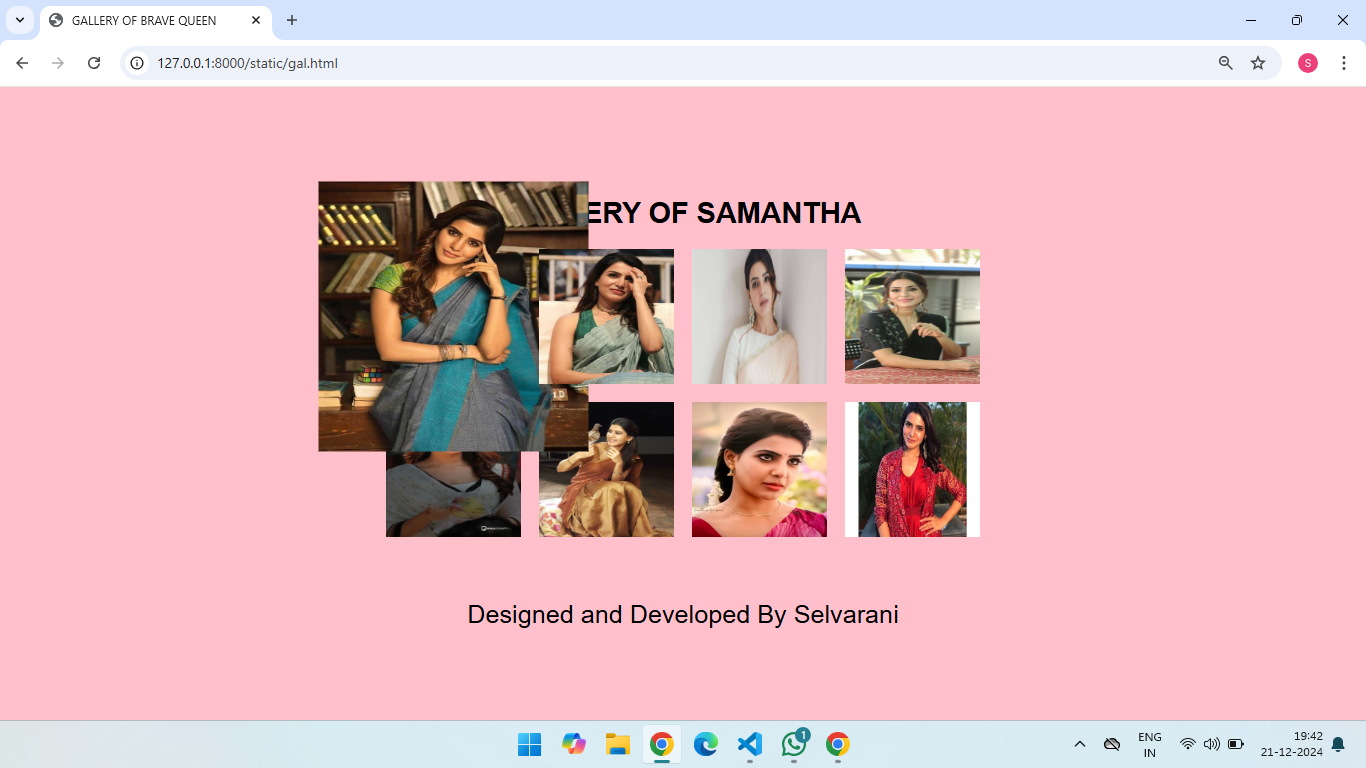 GALLERY OF BRAVE QUEEN
127.0.0.1:8000/static/gal.html
S
ERY OF SAMANTHA
Designed and Developed By Selvarani
1
ENG
IN
19:42
21-12-2024